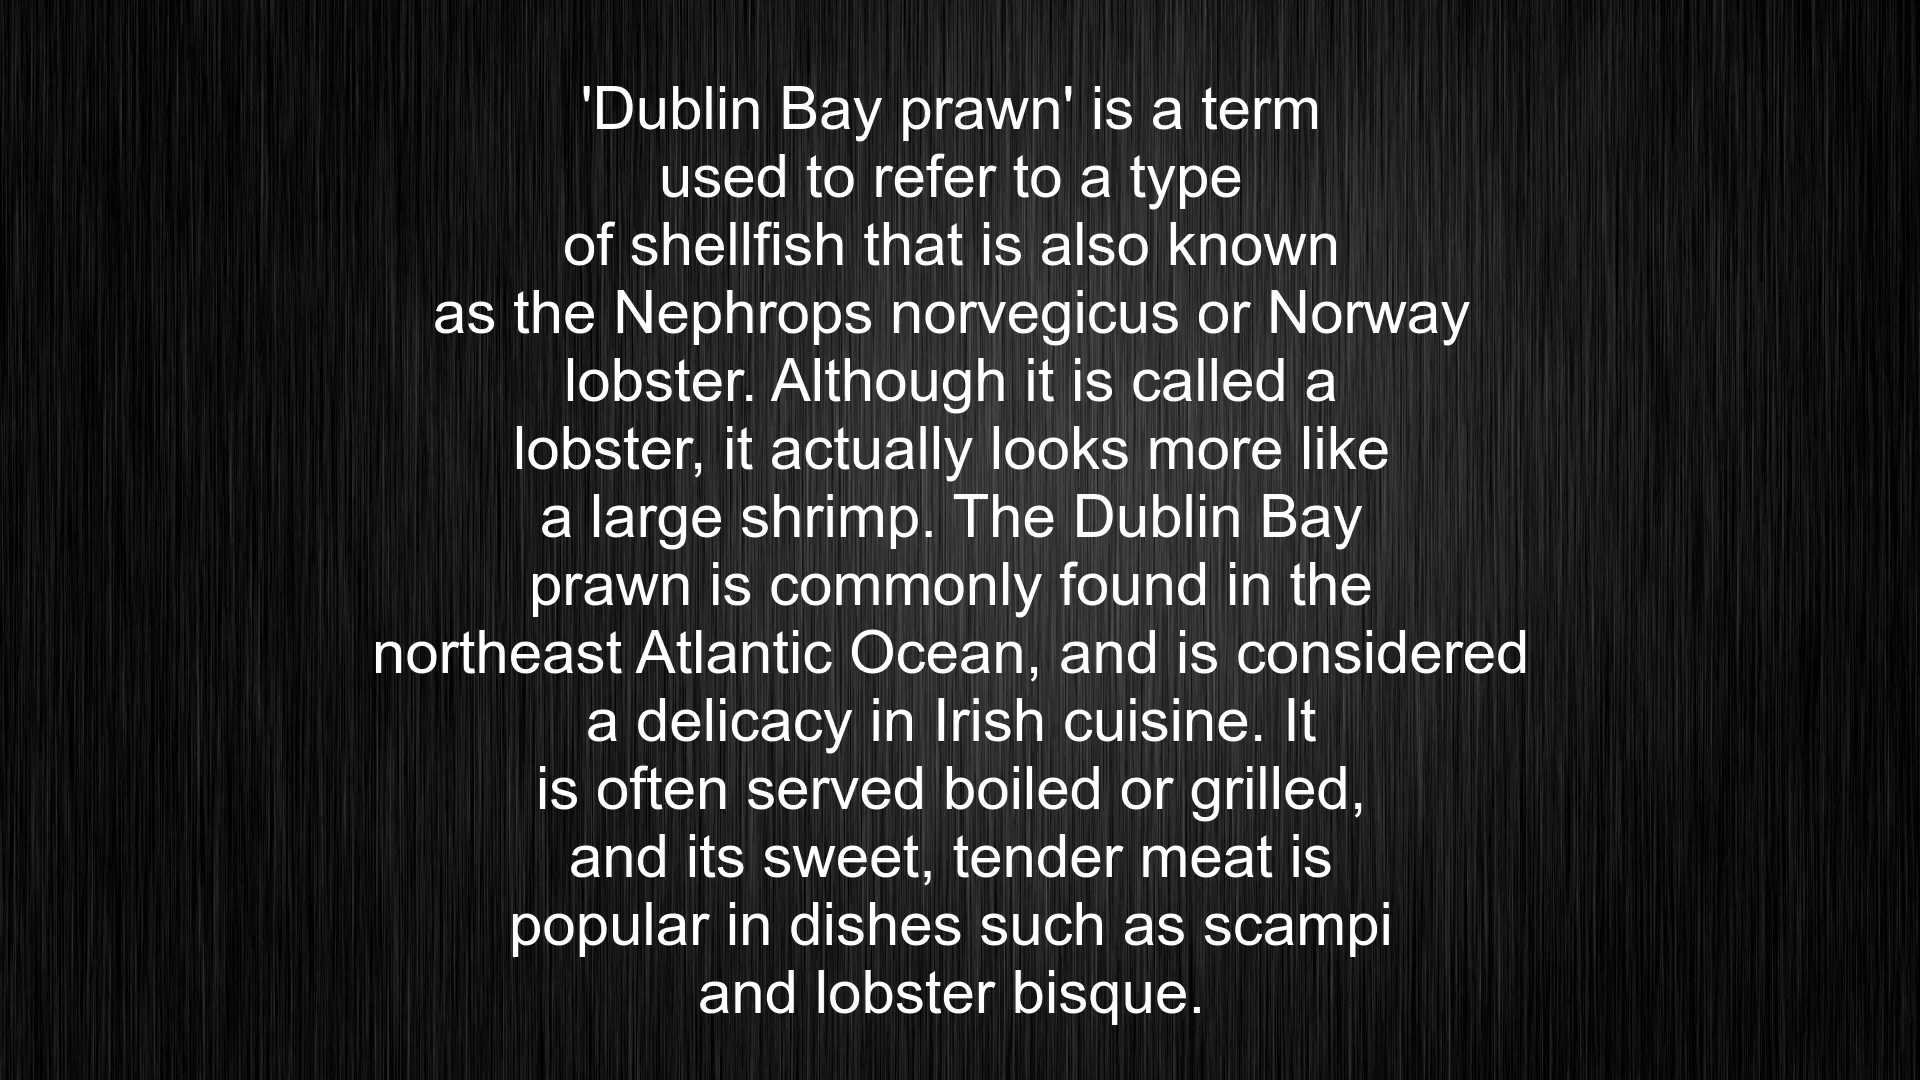 'Dublin Bay prawn' is a term
used to refer to a type
of shellfish that is also known
as the Nephrops norvegicus or Norway
lobster. Although it is called a
lobster, it actually looks more like
a large shrimp. The Dublin Bay
prawn is commonly found in the
northeast Atlantic Ocean, and is considered
a delicacy in Irish cuisine. It
is often served boiled or grilled,
and its sweet, tender meat is
popular in dishes such as scampi
and lobster bisque.